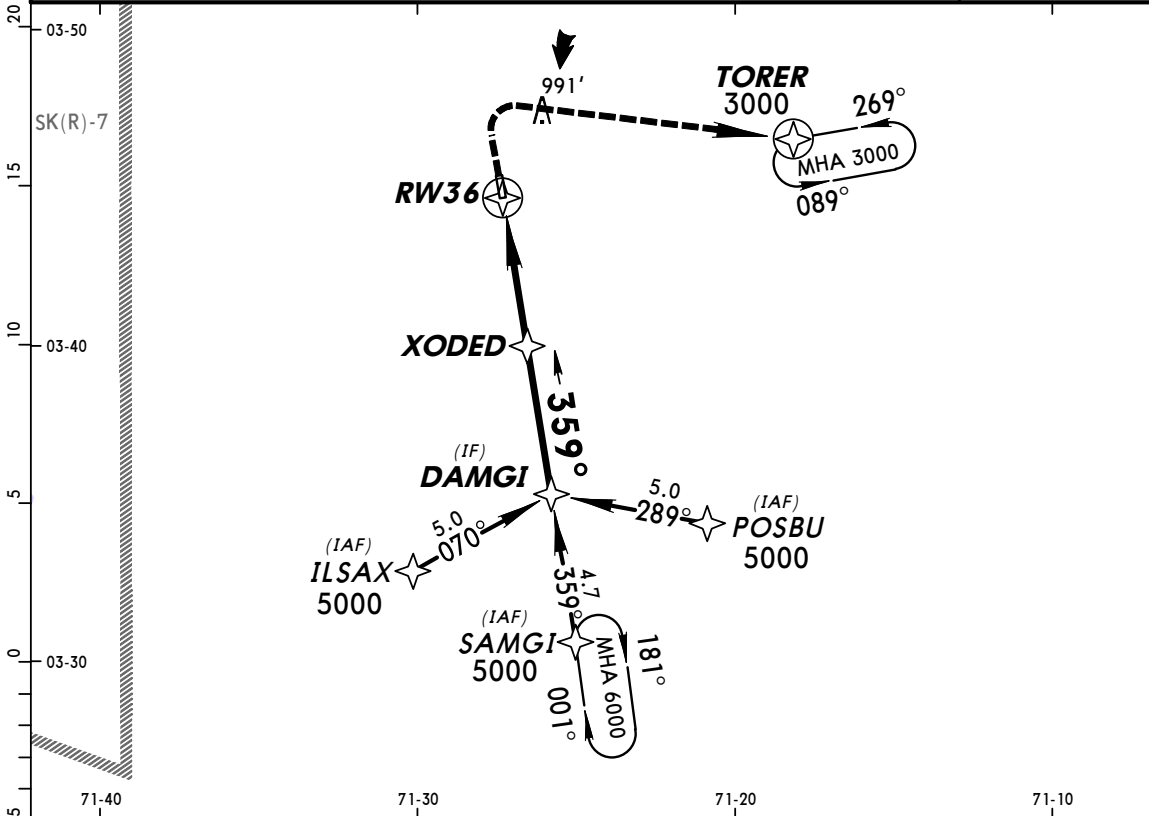 20
03-50
991'
TORER
3000
269°
SK(R)-7
MHA 3000
15
RW36
089°
10
03-40
XODED
359°
(IF)
DAMGI
5
5.0
289°
(IAF)
POSBU
5000
5.0
070°
(IAF)
ILSAX
5000
4.7
359°
(IAF)
SAMGI
5000
181°
MHA 6000
001°
0
03-30
5
71-40
71-30
71-20
71-10